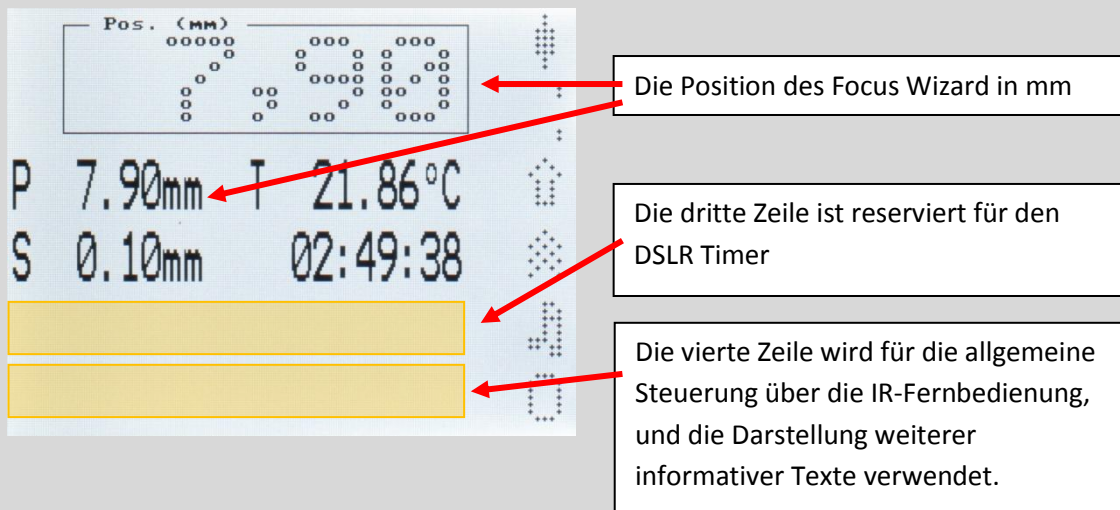 Pos. (mm)
7.90
P 7.90mm T 21.86°C
S 0.10mm 02:49:38
Die Position des Focus Wizard in mm
Die dritte Zeile ist reserviert für den
DSLR Timer
Die vierte Zeile wird für die allgemeine
Steuerung über die IR-Fernbedienung,
und die Darstellung weiterer
informativer Texte verwendet.